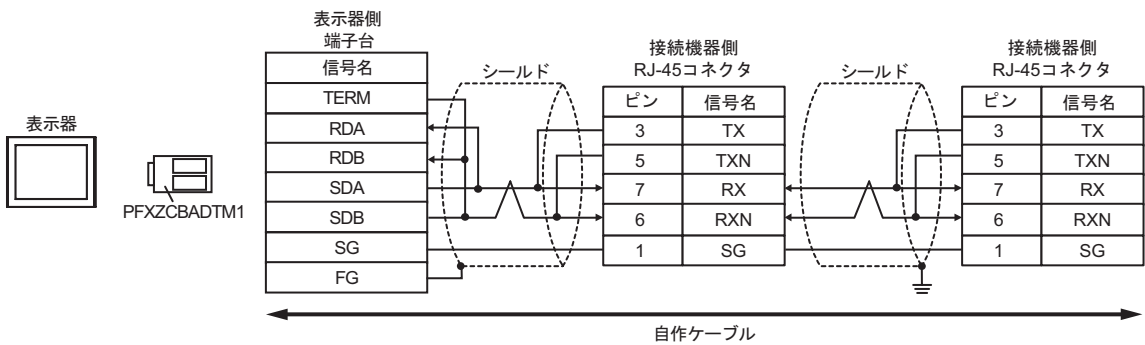 表示器
PFXZCBADTM1
表示器側
端子台
信号名
TERM
RDA
RDB
SDA
SDB
SG
FG
シールド
接続機器側
RJ-45コネクタ
ピン 信号名
3 TX
5 TXN
7 RX
6 RXN
1 SG
シールド
接続機器側
RJ-45コネクタ
ピン 信号名
3 TX
5 TXN
7 RX
6 RXN
1 SG
自作ケーブル